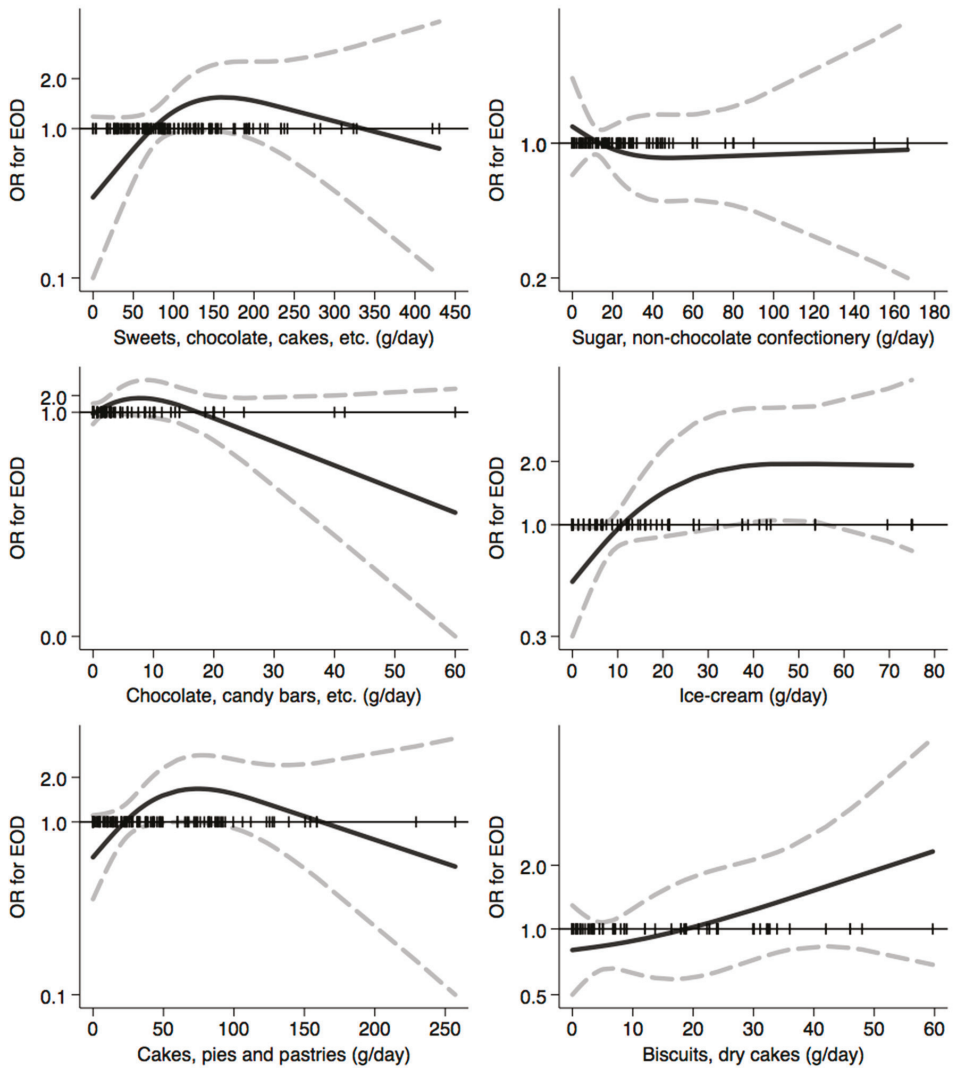 OR for EOD
2.0
1.0
0.1
0 50 100 150 200 250 300 350 400 450
Sweets, chocolate, cakes, etc. (g/day)
OR for EOD
1.0
0.2
0 20 40 60 80 100 120 140 160 180
Sugar, non-chocolate confectionery (g/day)
OR for EOD
2.0
1.0
0.0
0 10 20 30 40 50 60
Chocolate, candy bars, etc. (g/day)
OR for EOD
2.0
1.0
0.3
0 10 20 30 40 50 60 70 80
Ice-cream (g/day)
OR for EOD
2.0
1.0
0.1
0 50 100 150 200 250
Cakes, pies and pastries (g/day)
OR for EOD
2.0
1.0
0.5
0 10 20 30 40 50 60
Biscuits, dry cakes (g/day)